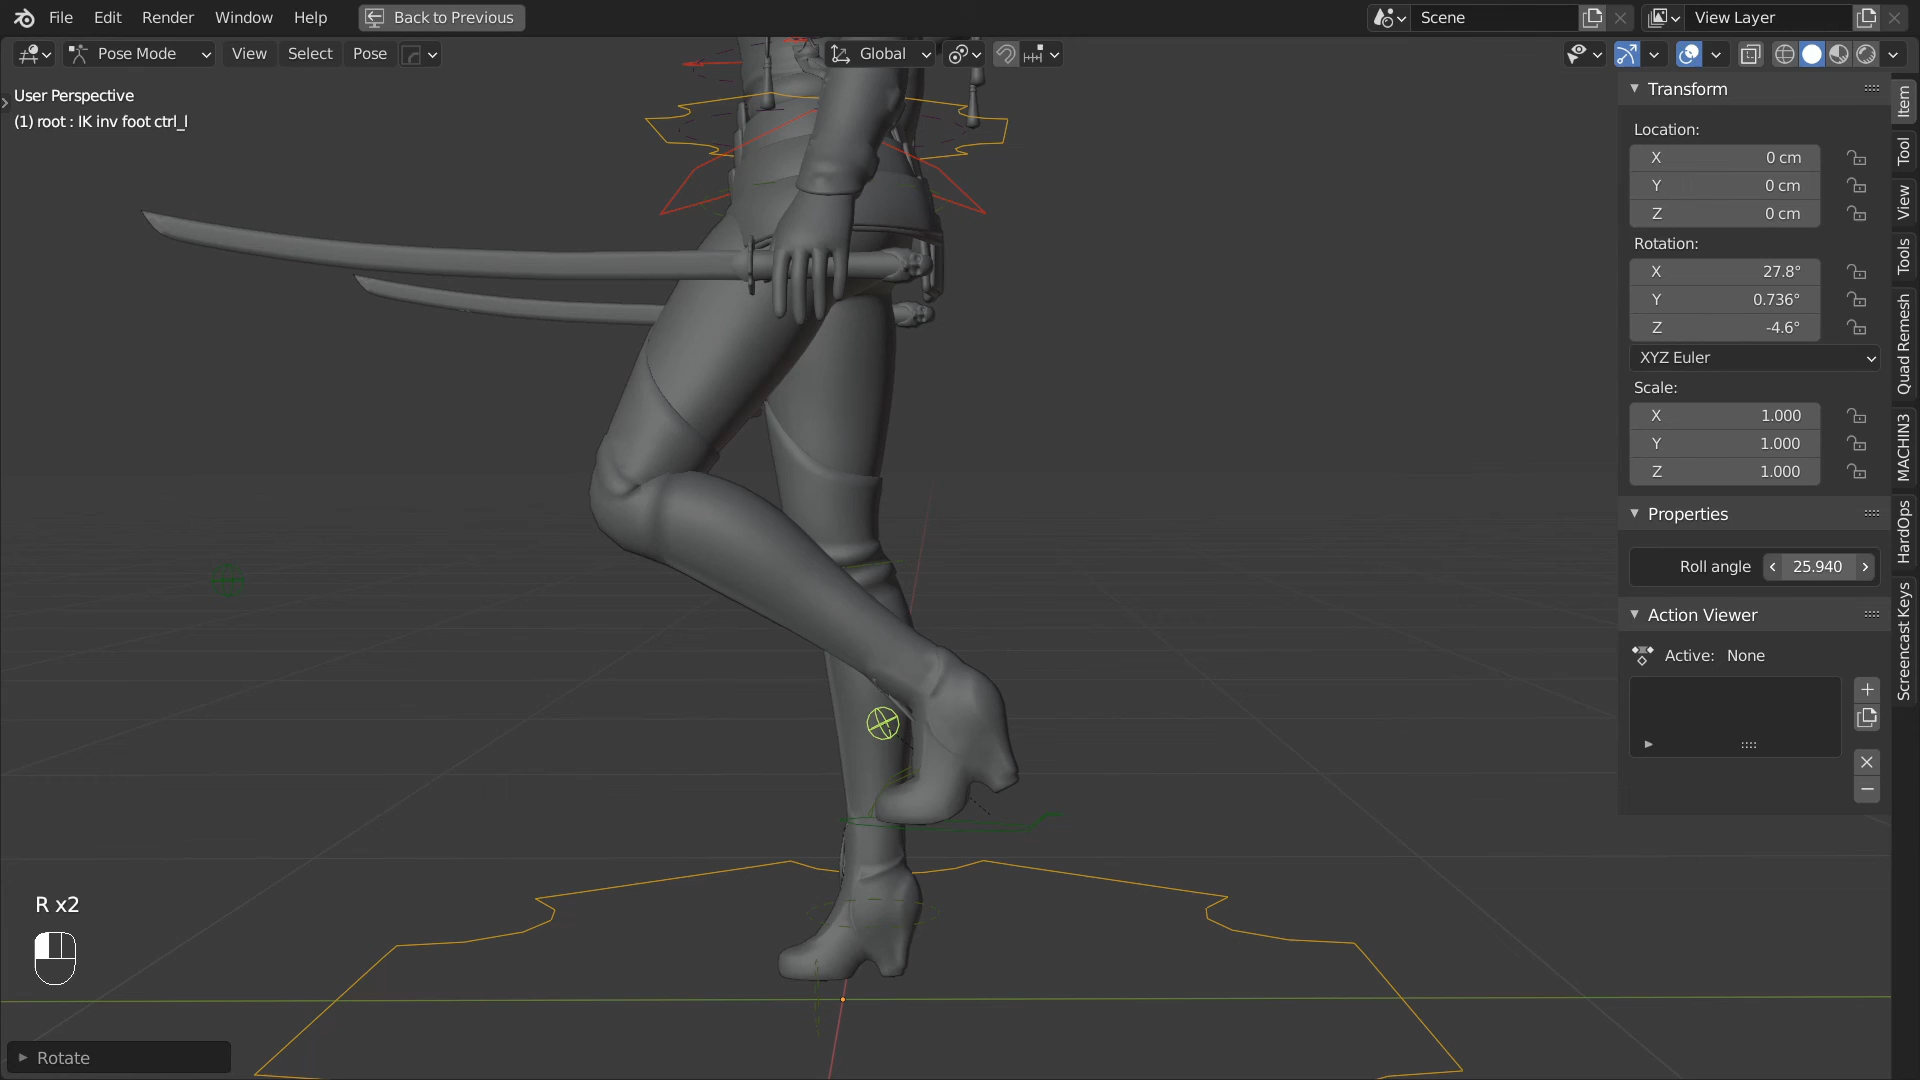 File Edit Render Window Help Back to Previous Scene View Layer
Pose Mode View Select Pose Global
User Perspective
(1) root : IK inv foot ctrl_l
Transform
Location:
X 0 cm
Y 0 cm
Z 0 cm
Rotation:
X 27.8°
Y 0.736°
Z -4.6°
XYZ Euler
Scale:
X 1.000
Y 1.000
Z 1.000
Properties
Roll angle 25.940
Action Viewer
Active: None
Item
Tool
View
Tools
Quad Remesh
MACHIN3
HardOps
Screencast Keys
R x2
Rotate